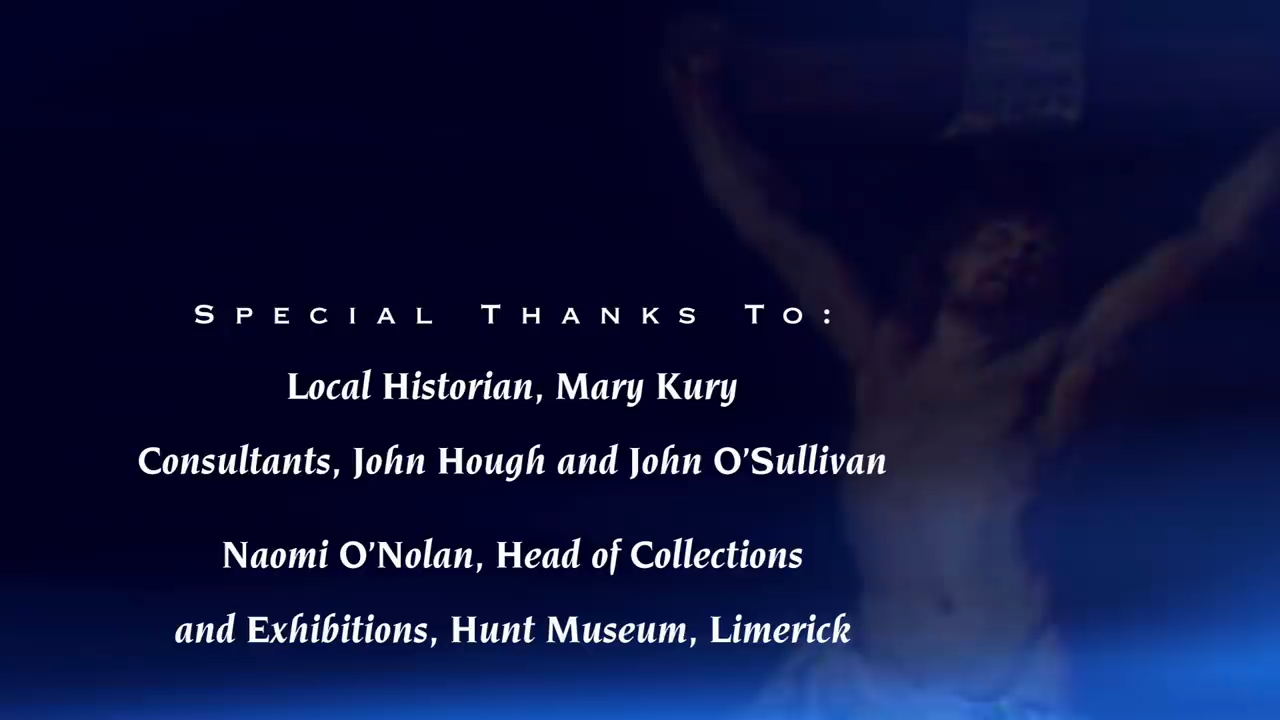 Special Thanks To:
Local Historian, Mary Kury
Consultants, John Hough and John O'Sullivan
Naomi O'Nolan, Head of Collections
and Exhibitions, Hunt Museum, Limerick